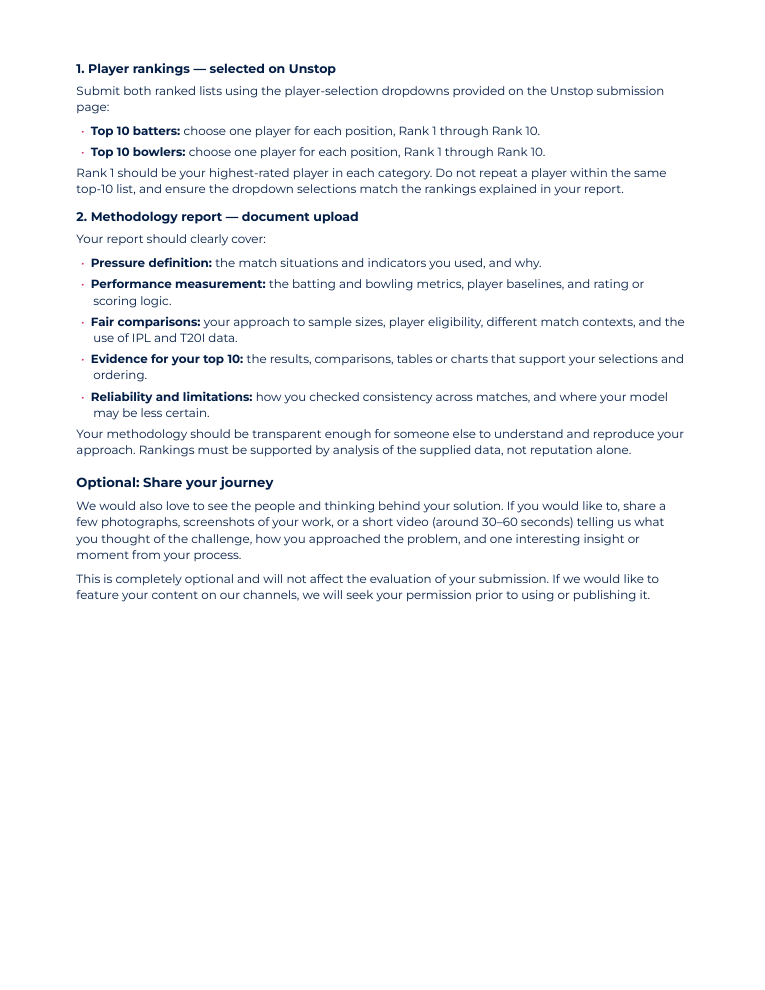 1. Player rankings — selected on Unstop
Submit both ranked lists using the player-selection dropdowns provided on the Unstop submission
page:
· Top 10 batters: choose one player for each position, Rank 1 through Rank 10.
· Top 10 bowlers: choose one player for each position, Rank 1 through Rank 10.
Rank 1 should be your highest-rated player in each category. Do not repeat a player within the same
top-10 list, and ensure the dropdown selections match the rankings explained in your report.
2. Methodology report — document upload
Your report should clearly cover:
· Pressure definition: the match situations and indicators you used, and why.
· Performance measurement: the batting and bowling metrics, player baselines, and rating or
scoring logic.
· Fair comparisons: your approach to sample sizes, player eligibility, different match contexts, and the
use of IPL and T20I data.
· Evidence for your top 10: the results, comparisons, tables or charts that support your selections and
ordering.
· Reliability and limitations: how you checked consistency across matches, and where your model
may be less certain.
Your methodology should be transparent enough for someone else to understand and reproduce your
approach. Rankings must be supported by analysis of the supplied data, not reputation alone.
Optional: Share your journey
We would also love to see the people and thinking behind your solution. If you would like to, share a
few photographs, screenshots of your work, or a short video (around 30–60 seconds) telling us what
you thought of the challenge, how you approached the problem, and one interesting insight or
moment from your process.
This is completely optional and will not affect the evaluation of your submission. If we would like to
feature your content on our channels, we will seek your permission prior to using or publishing it.